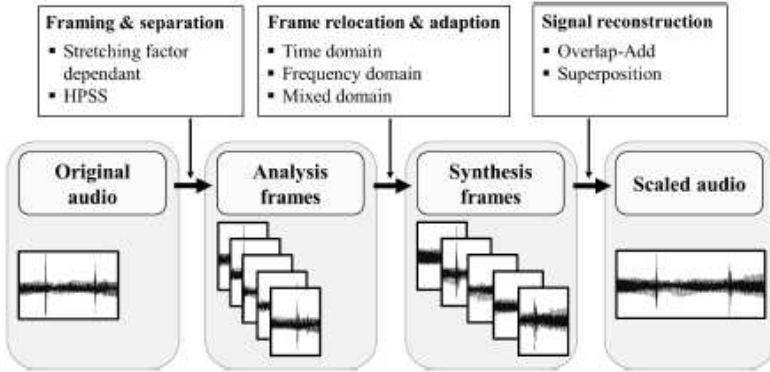 Framing & separation
▪ Stretching factor
dependant
▪ HPSS
Frame relocation & adaption
▪ Time domain
▪ Frequency domain
▪ Mixed domain
Signal reconstruction
▪ Overlap-Add
▪ Superposition
Original
audio
Analysis
frames
Synthesis
frames
Scaled audio